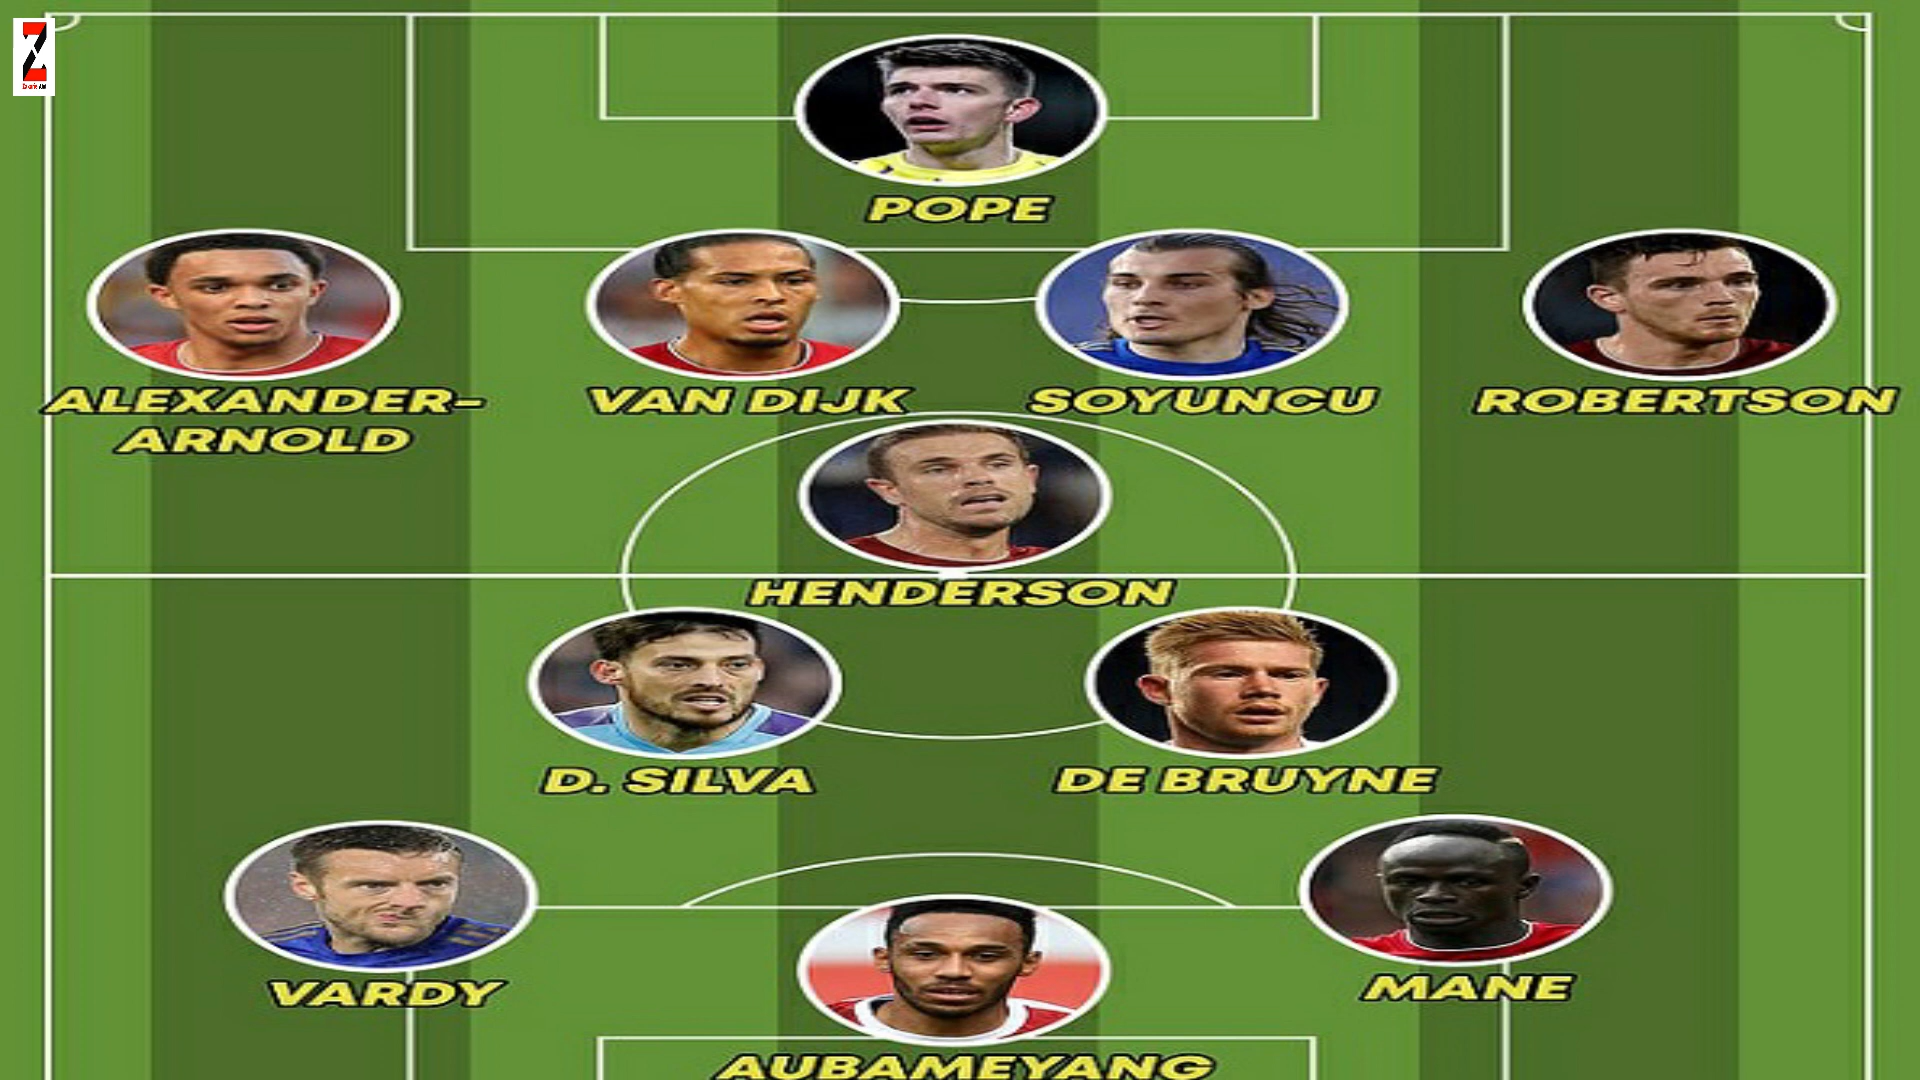 Z
POPE
ALEXANDER-
ARNOLD
VAN DIJK
SOYUNCU
ROBERTSON
HENDERSON
D. SILVA
DE BRUYNE
VARDY
MANE
AUBAMEYANG